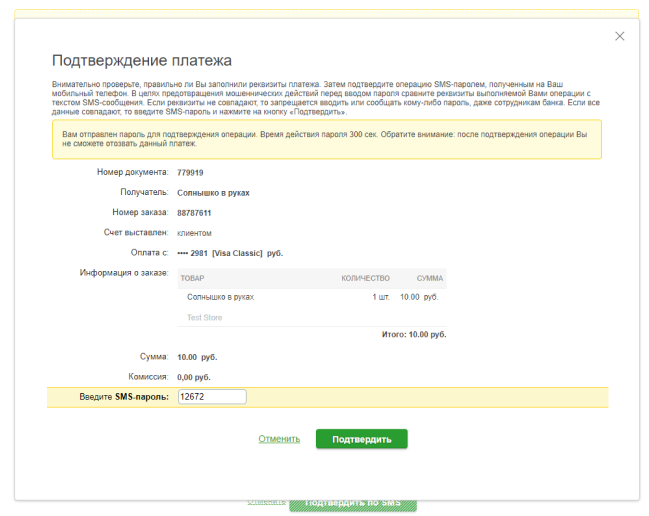 Подтверждение платежа
Внимательно проверьте, правильно ли Вы заполнили реквизиты платежа. Затем подтвердите операцию SMS-паролем, полученным на Ваш
мобильный телефон. В целях предотвращения мошеннических действий перед вводом пароля сравните реквизиты выполняемой Вами операции с
текстом SMS-сообщения. Если реквизиты не совпадают, то запрещается вводить или сообщать кому-либо пароль, даже сотрудникам банка. Если все
данные совпадают, то введите SMS-пароль и нажмите на кнопку «Подтвердить».
Вам отправлен пароль для подтверждения операции. Время действия пароля 300 сек. Обратите внимание: после подтверждения операции Вы
не сможете отозвать данный платеж.
Номер документа: 779919
Получатель: Солнышко в руках
Номер заказа: 88787611
Счет выставлен: клиентом
Оплата с: •••• 2981 [Visa Classic] руб.
Информация о заказе:
ТОВАР КОЛИЧЕСТВО СУММА
Солнышко в руках 1 шт. 10.00 руб.
Test Store
Итого: 10.00 руб.
Сумма: 10.00 руб.
Комиссия: 0,00 руб.
Введите SMS-пароль: 12672
Отменить Подтвердить
Отменить Подтвердить по SMS